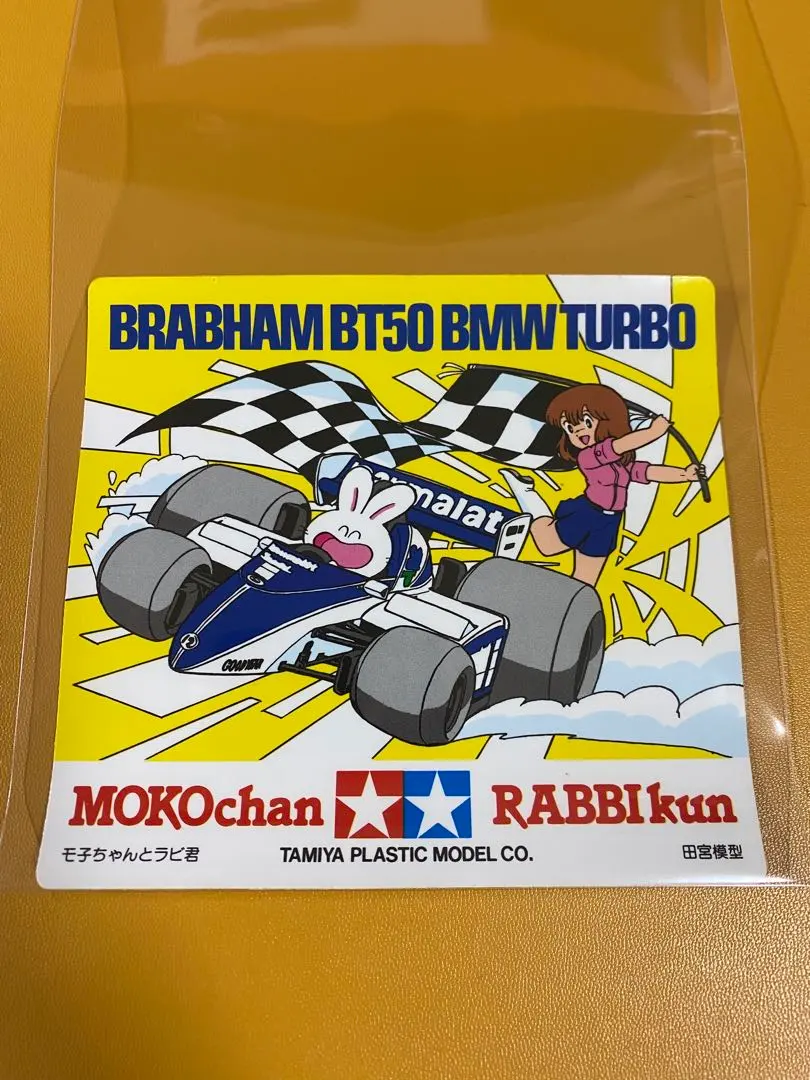 BRABHAM BT50 BMW TURBO
parmalat
GOODYEAR
MOKOchan RABBIkun
モ子ちゃんとラビ君 TAMIYA PLASTIC MODEL CO. 田宮模型